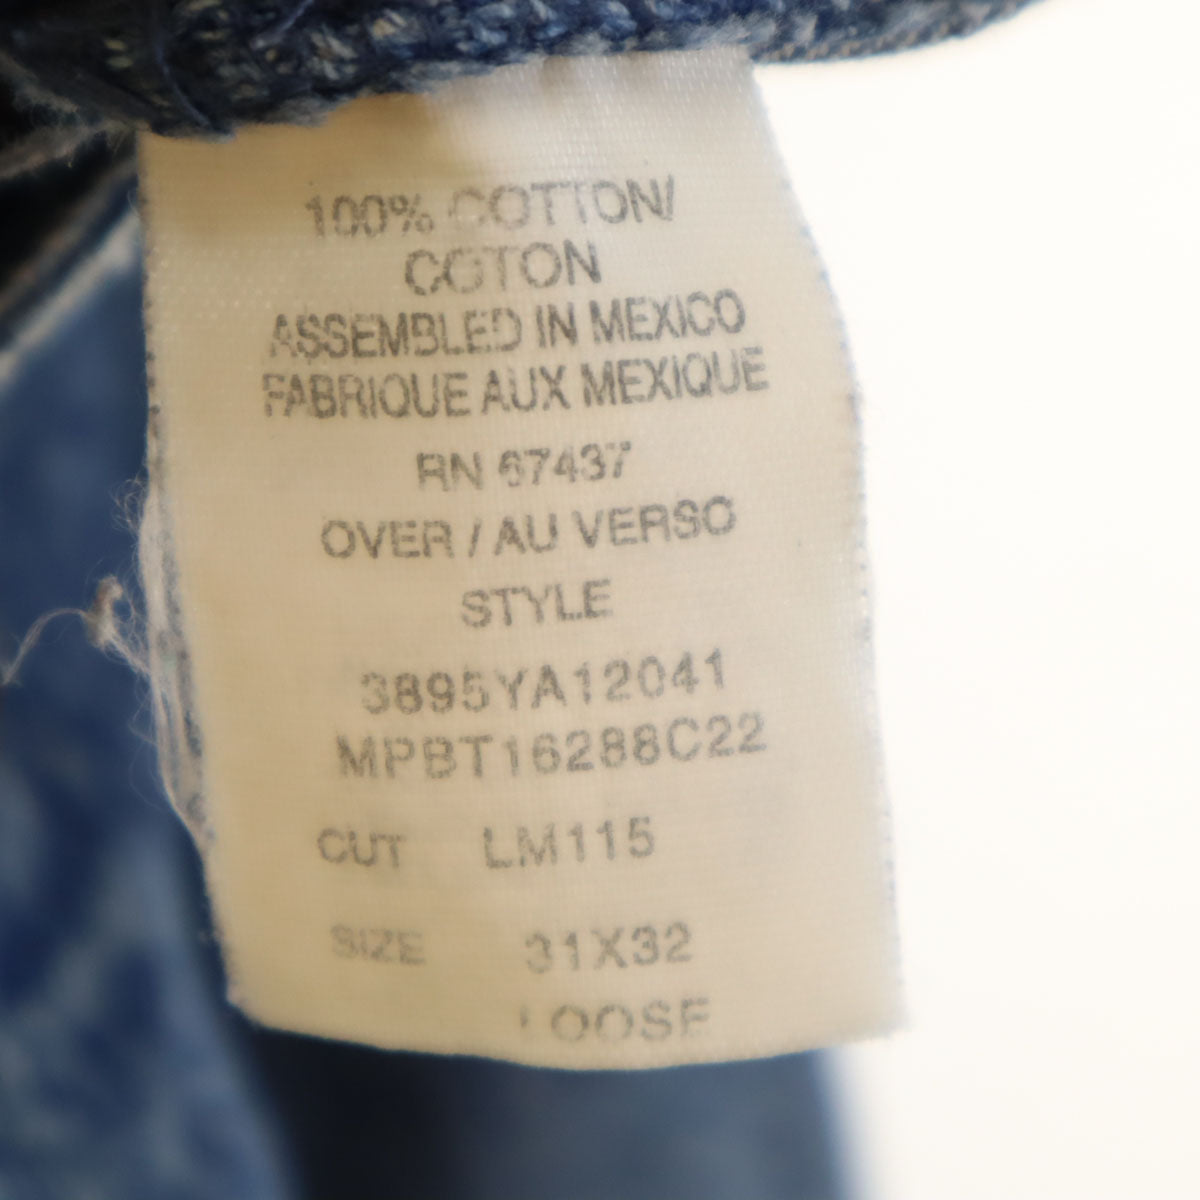 100% COTTON/
COTON
ASSEMBLED IN MEXICO
FABRIQUE AUX MEXIQUE
RN 67437
OVER / AU VERSO
STYLE
3895YA12041
MPBT16288C22
CUT LM115
SIZE 31X32
LOOSE